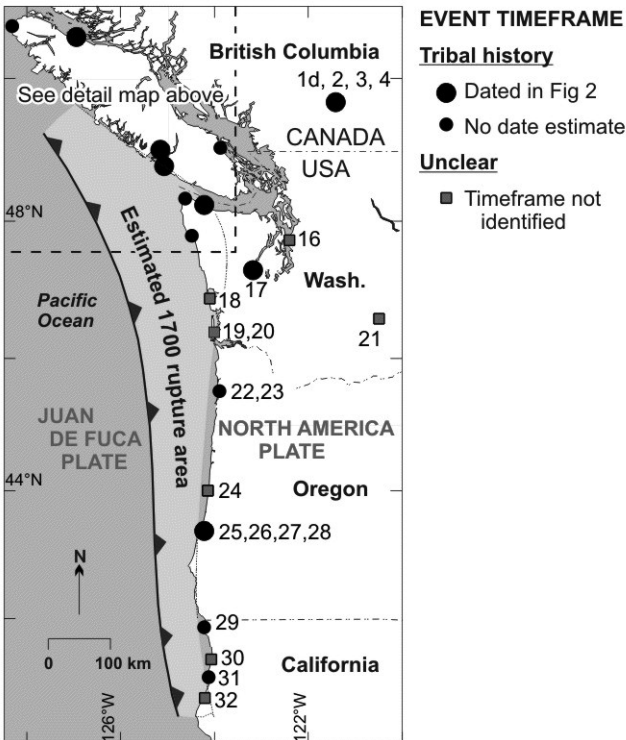 British Columbia
1d, 2, 3, 4
See detail map above
CANADA
USA
48°N
Estimated 1700 rupture area
16
Wash.
17
Pacific
Ocean
18
19,20
21
22,23
JUAN
DE FUCA
PLATE
NORTH AMERICA
PLATE
44°N
24
Oregon
25,26,27,28
N
29
0 100 km
30
California
31
32
126°W
122°W
EVENT TIMEFRAME
Tribal history
Dated in Fig 2
No date estimate
Unclear
Timeframe not
identified